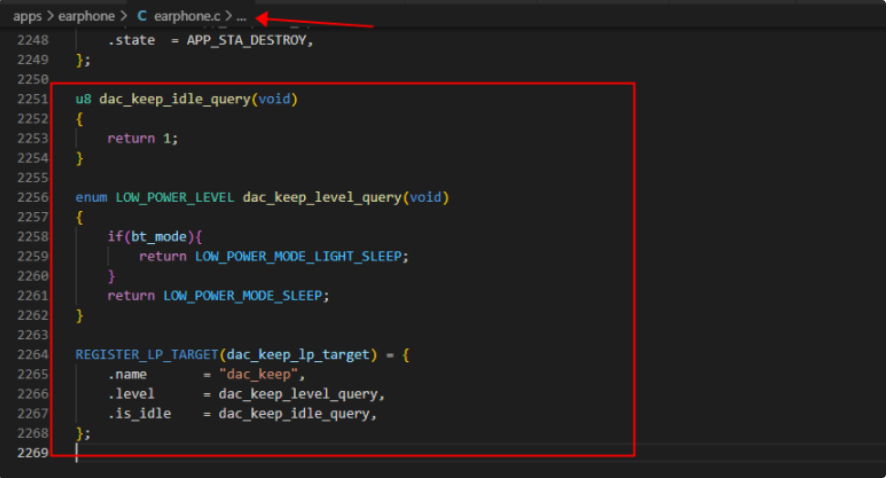 apps > earphone > C earphone.c > ...
2248 .state = APP_STA_DESTROY,
2249 };
2250
2251 u8 dac_keep_idle_query(void)
2252 {
2253 return 1;
2254 }
2255
2256 enum LOW_POWER_LEVEL dac_keep_level_query(void)
2257 {
2258 if(bt_mode){
2259 return LOW_POWER_MODE_LIGHT_SLEEP;
2260 }
2261 return LOW_POWER_MODE_SLEEP;
2262 }
2263
2264 REGISTER_LP_TARGET(dac_keep_lp_target) = {
2265 .name = "dac_keep",
2266 .level = dac_keep_level_query,
2267 .is_idle = dac_keep_idle_query,
2268 };
2269